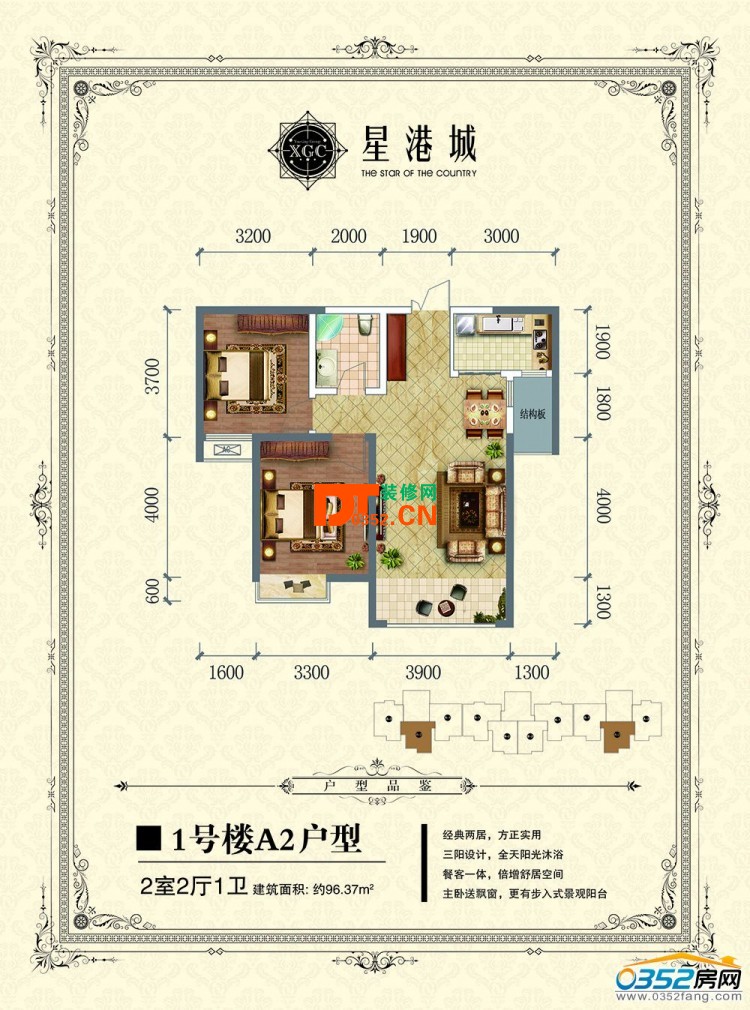 XGC
星港城
THE STAR OF THE COUNTRY
3200 2000 1900 3000
3700
4000
600
1900
1800
4000
1300
结构板
AC
DT装修网
0352.CN
1600 3300 3900 1300
户型品鉴
■1号楼A2户型
2室2厅1卫 建筑面积: 约96.37m²
经典两居，方正实用
三阳设计，全天阳光沐浴
餐客一体，倍增舒居空间
主卧送飘窗，更有步入式景观阳台
0352房网
www.0352fang.com